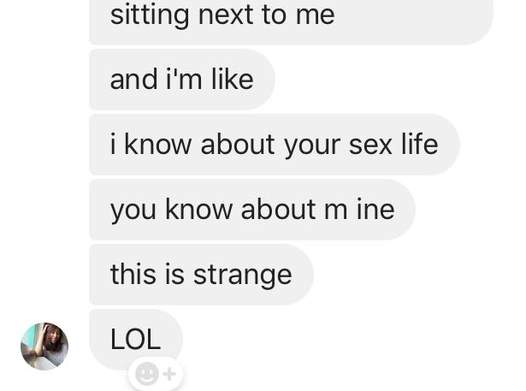 sitting next to me
and i'm like
i know about your sex life
you know about m ine
this is strange
LOL